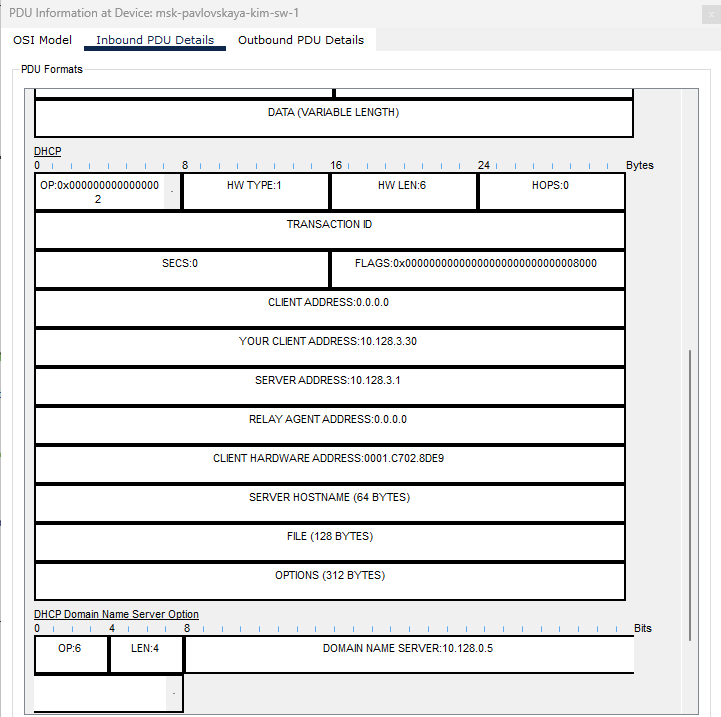 PDU Information at Device: msk-pavlovskaya-kim-sw-1
x
OSI Model Inbound PDU Details Outbound PDU Details
PDU Formats
DATA (VARIABLE LENGTH)
DHCP
0 8 16 24 Bytes
OP:0x000000000000000 HW TYPE:1 HW LEN:6 HOPS:0
2
TRANSACTION ID
SECS:0 FLAGS:0x00000000000000000000000000008000
CLIENT ADDRESS:0.0.0.0
YOUR CLIENT ADDRESS:10.128.3.30
SERVER ADDRESS:10.128.3.1
RELAY AGENT ADDRESS:0.0.0.0
CLIENT HARDWARE ADDRESS:0001.C702.8DE9
SERVER HOSTNAME (64 BYTES)
FILE (128 BYTES)
OPTIONS (312 BYTES)
DHCP Domain Name Server Option
0 4 8 Bits
OP:6 LEN:4 DOMAIN NAME SERVER:10.128.0.5